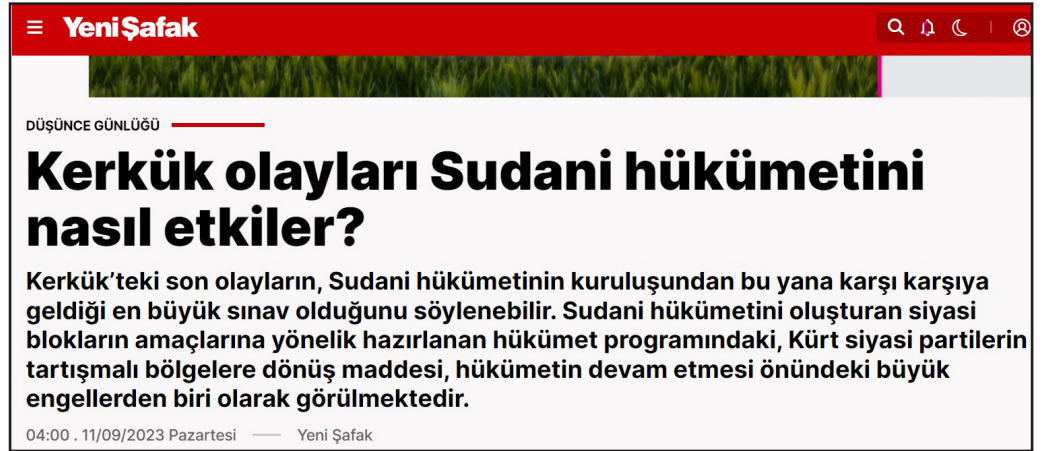 YeniŞafak
DÜŞÜNCE GÜNLÜĞÜ
Kerkük olayları Sudani hükümetini
nasıl etkiler?
Kerkük’teki son olayların, Sudani hükümetinin kuruluşundan bu yana karşı karşıya
geldiği en büyük sınav olduğunu söylenebilir. Sudani hükümetini oluşturan siyasi
blokların amaçlarına yönelik hazırlanan hükümet programındaki, Kürt siyasi partilerin
tartışmalı bölgelere dönüş maddesi, hükümetin devam etmesi önündeki büyük
engellerden biri olarak görülmektedir.
04:00 . 11/09/2023 Pazartesi — Yeni Şafak